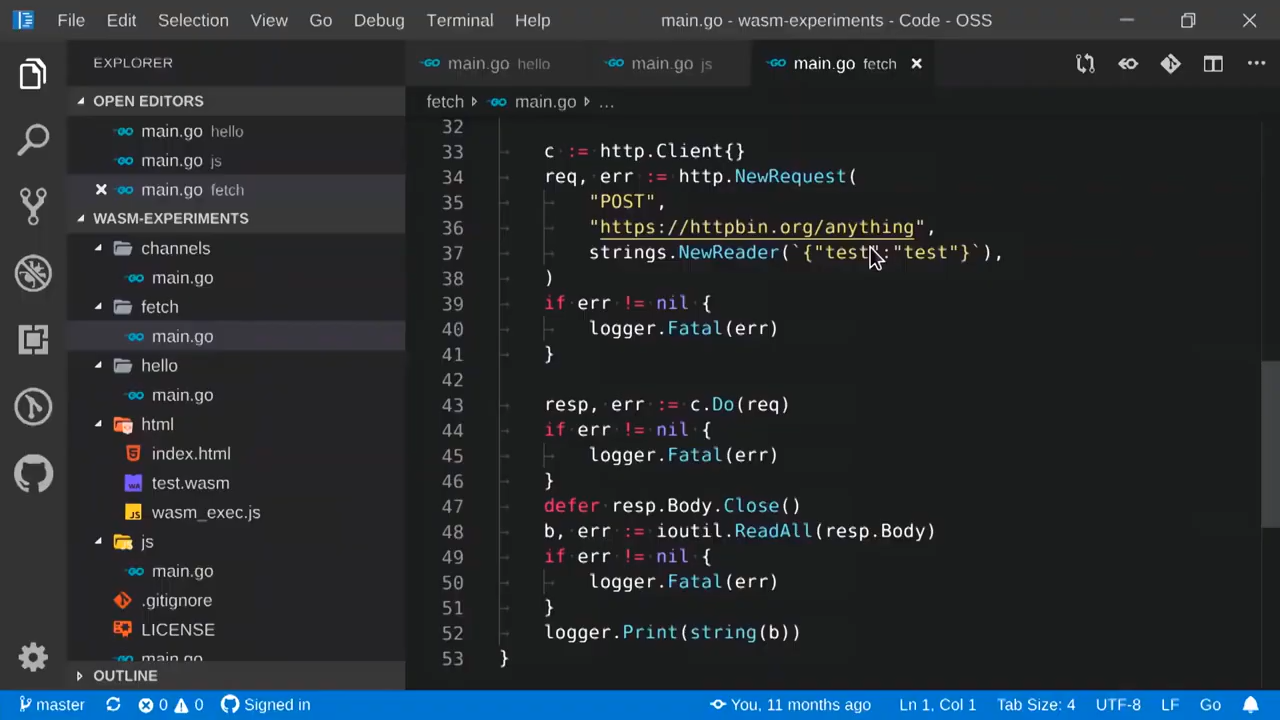 File Edit Selection View Go Debug Terminal Help main.go - wasm-experiments - Code - OSS
EXPLORER
OPEN EDITORS
main.go hello
main.go js
main.go fetch
WASM-EXPERIMENTS
channels
main.go
fetch
main.go
hello
main.go
html
index.html
test.wasm
wasm_exec.js
js
main.go
.gitignore
LICENSE
main.go
OUTLINE
main.go hello main.go js main.go fetch
fetch main.go …
32
33 c := http.Client{}
34 req, err := http.NewRequest(
35 "POST",
36 "https://httpbin.org/anything",
37 strings.NewReader(`{"test":"test"}`),
38 )
39 if err != nil {
40 logger.Fatal(err)
41 }
42
43 resp, err := c.Do(req)
44 if err != nil {
45 logger.Fatal(err)
46 }
47 defer resp.Body.Close()
48 b, err := ioutil.ReadAll(resp.Body)
49 if err != nil {
50 logger.Fatal(err)
51 }
52 logger.Print(string(b))
53 }
master 0 0 Signed in You, 11 months ago Ln 1, Col 1 Tab Size: 4 UTF-8 LF Go